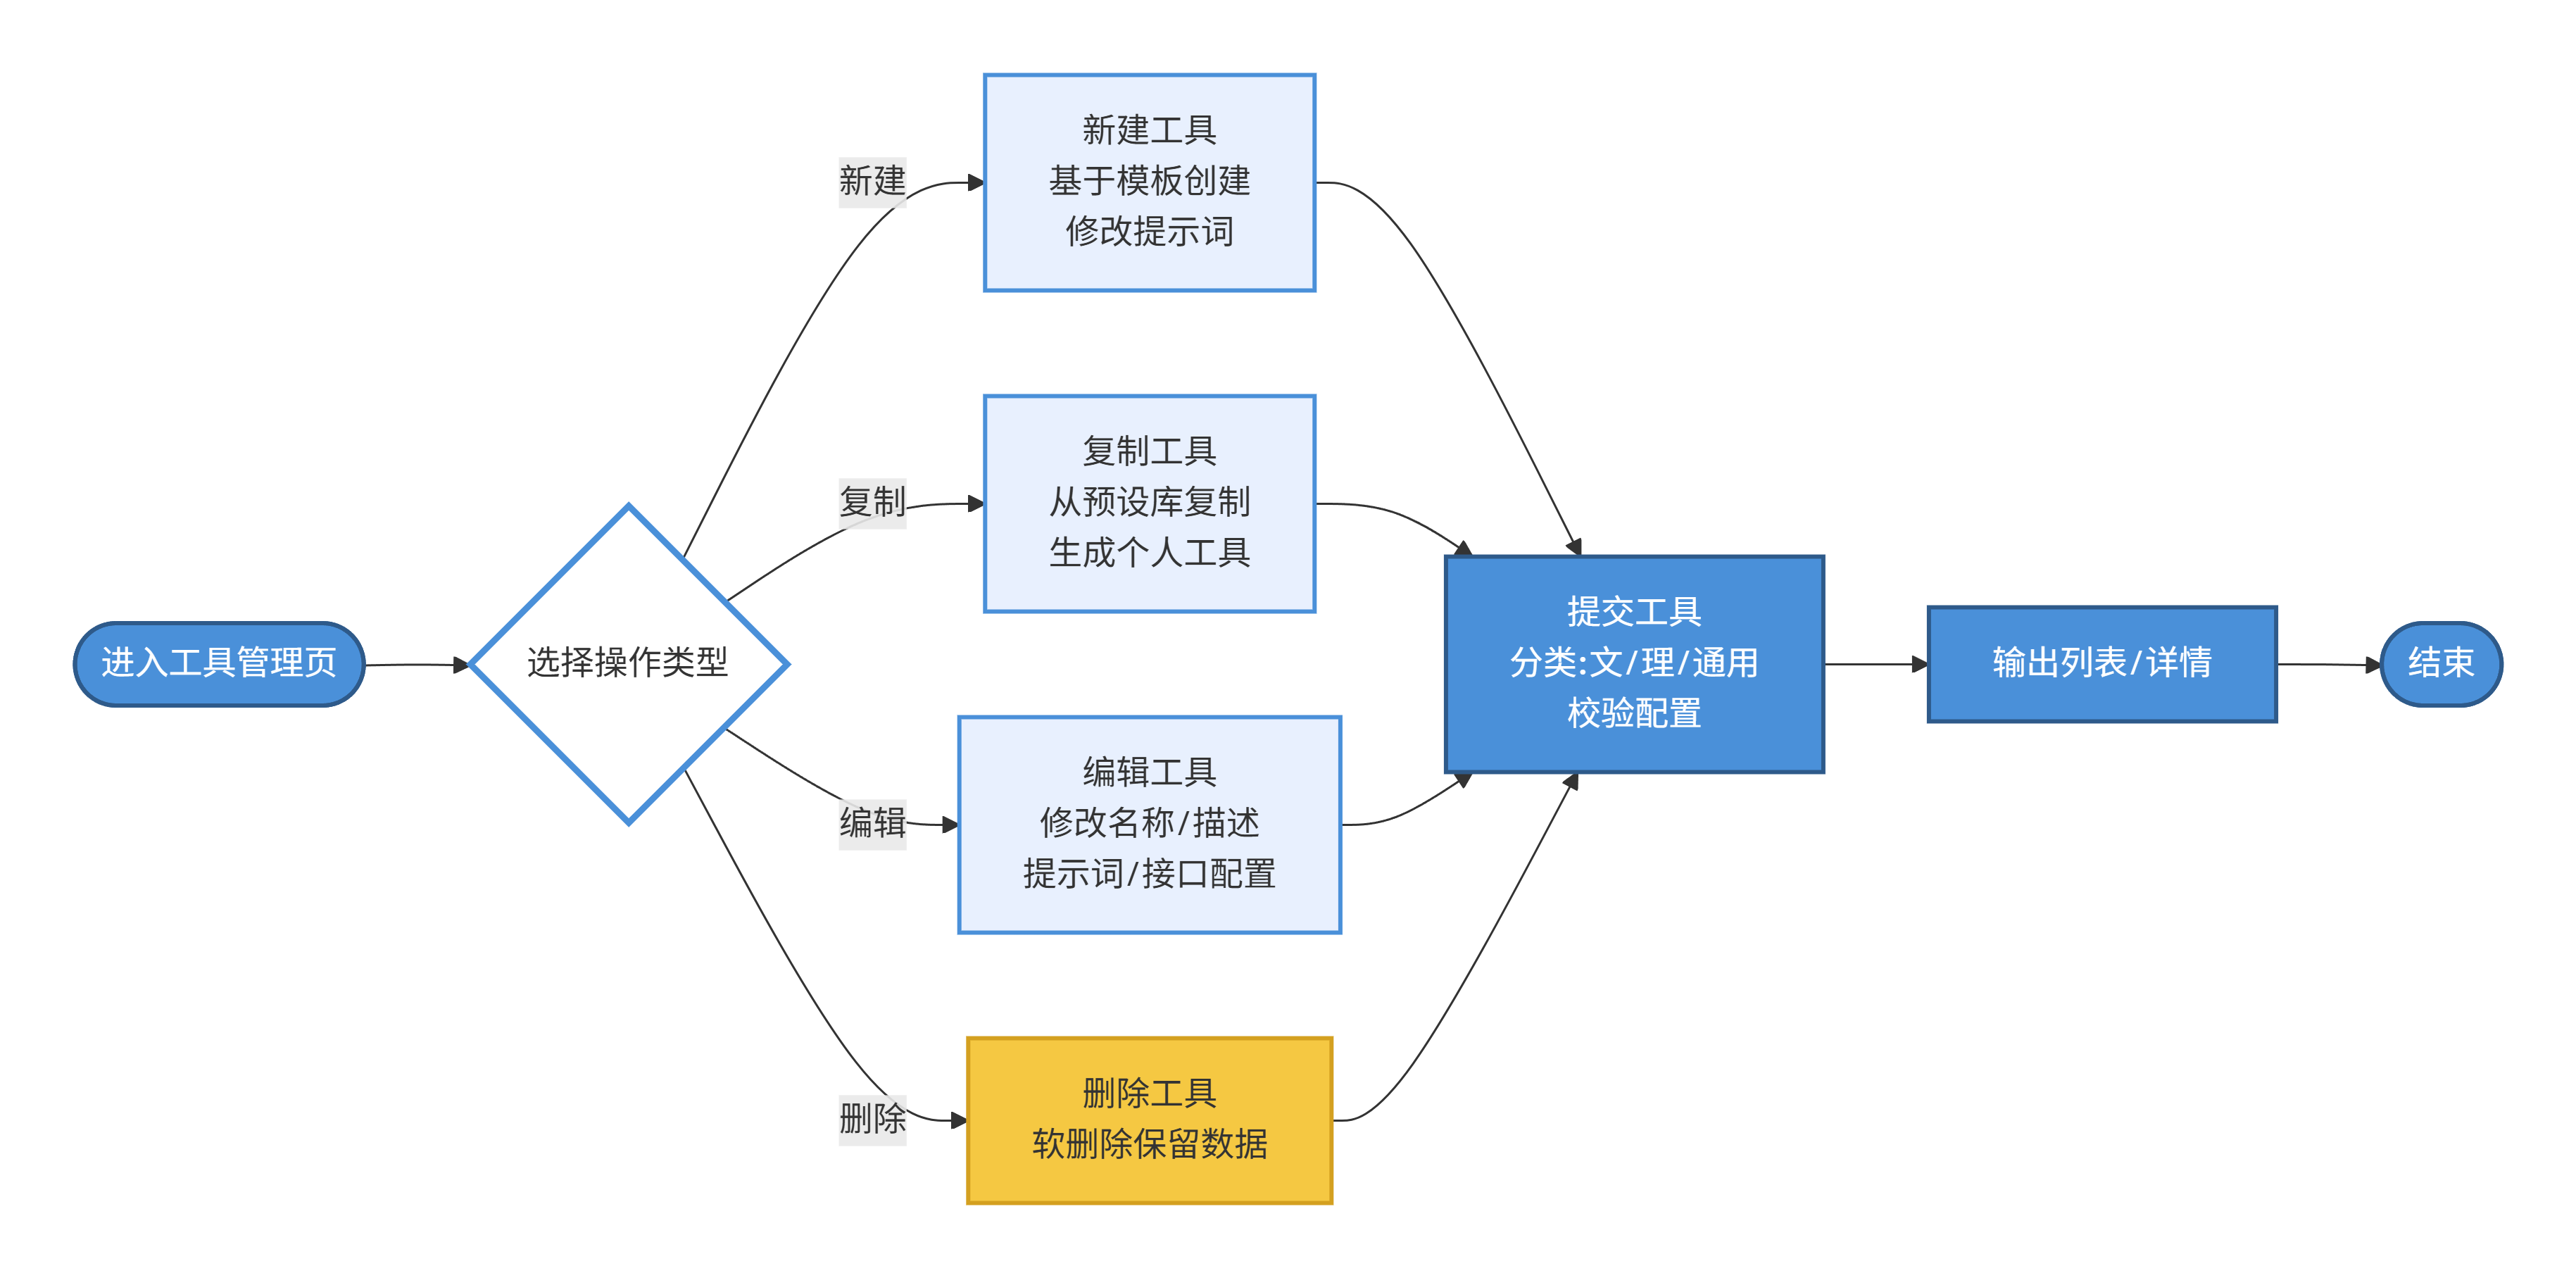 进入工具管理页
选择操作类型
新建
复制
编辑
删除
新建工具
基于模板创建
修改提示词
复制工具
从预设库复制
生成个人工具
编辑工具
修改名称/描述
提示词/接口配置
删除工具
软删除保留数据
提交工具
分类:文/理/通用
校验配置
输出列表/详情
结束